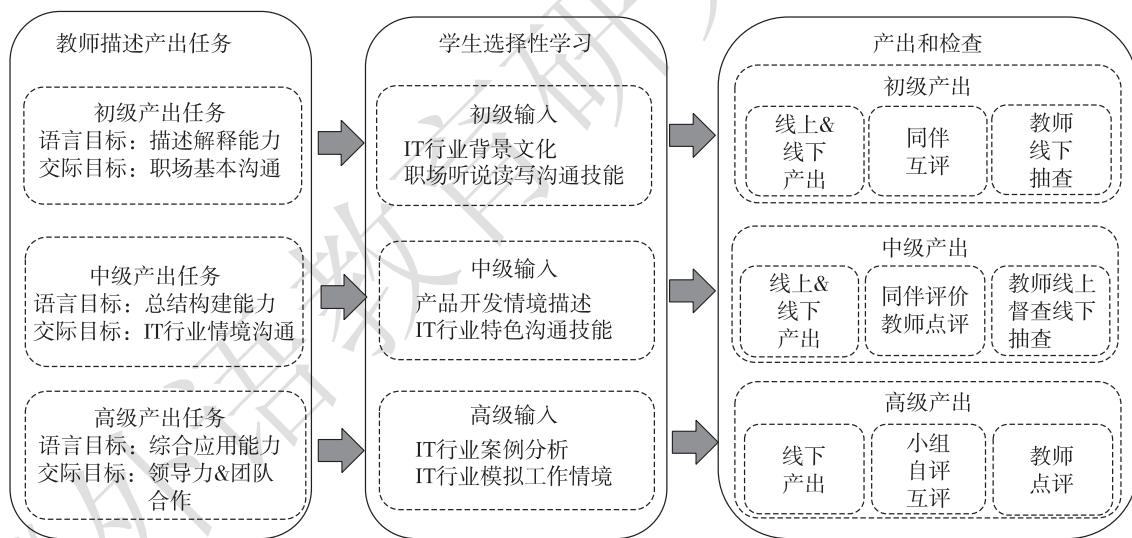 教师描述产出任务
初级产出任务
语言目标：描述解释能力
交际目标：职场基本沟通
中级产出任务
语言目标：总结构建能力
交际目标：IT行业情境沟通
高级产出任务
语言目标：综合应用能力
交际目标：领导力&团队
合作
学生选择性学习
初级输入
IT行业背景文化
职场听说读写沟通技能
中级输入
产品开发情境描述
IT行业特色沟通技能
高级输入
IT行业案例分析
IT行业模拟工作情境
产出和检查
初级产出
线上&
线下
产出
同伴
互评
教师
线下
抽查
中级产出
线上&
线下
产出
同伴评价
教师点评
教师线上
督查线下
抽查
高级产出
线下
产出
小组
自评
互评
教师
点评
外语教育研